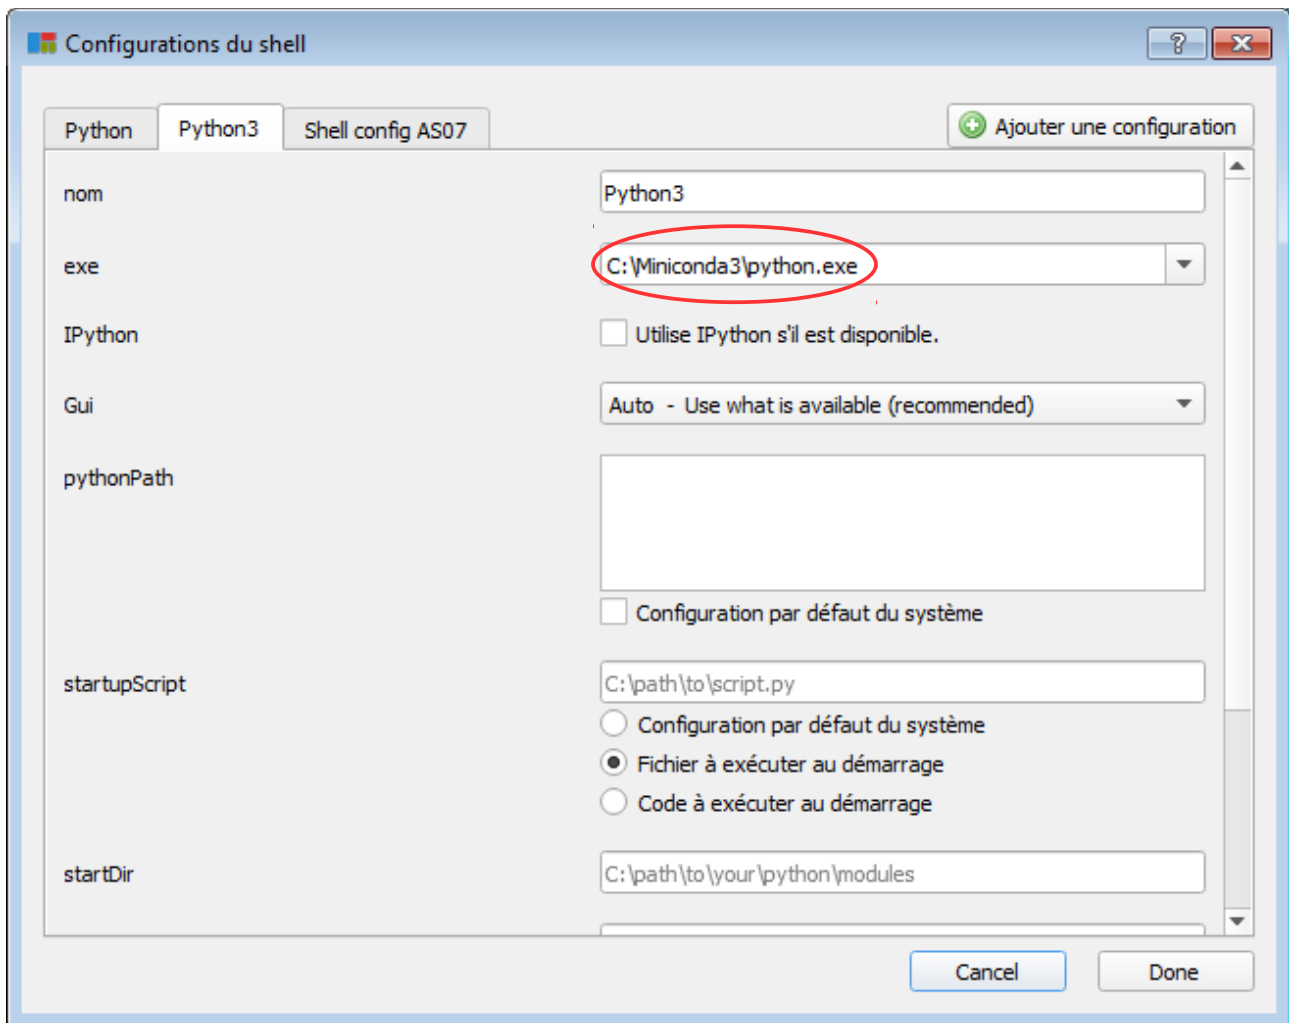 Configurations du shell
?
Python
Python3
Shell config AS07
Ajouter une configuration
nom
Python3
exe
C:\Miniconda3\python.exe
IPython
Utilise IPython s'il est disponible.
Gui
Auto - Use what is available (recommended)
pythonPath
Configuration par défaut du système
startupScript
C:\path\to\script.py
Configuration par défaut du système
Fichier à exécuter au démarrage
Code à exécuter au démarrage
startDir
C:\path\to\your\python\modules
Cancel
Done